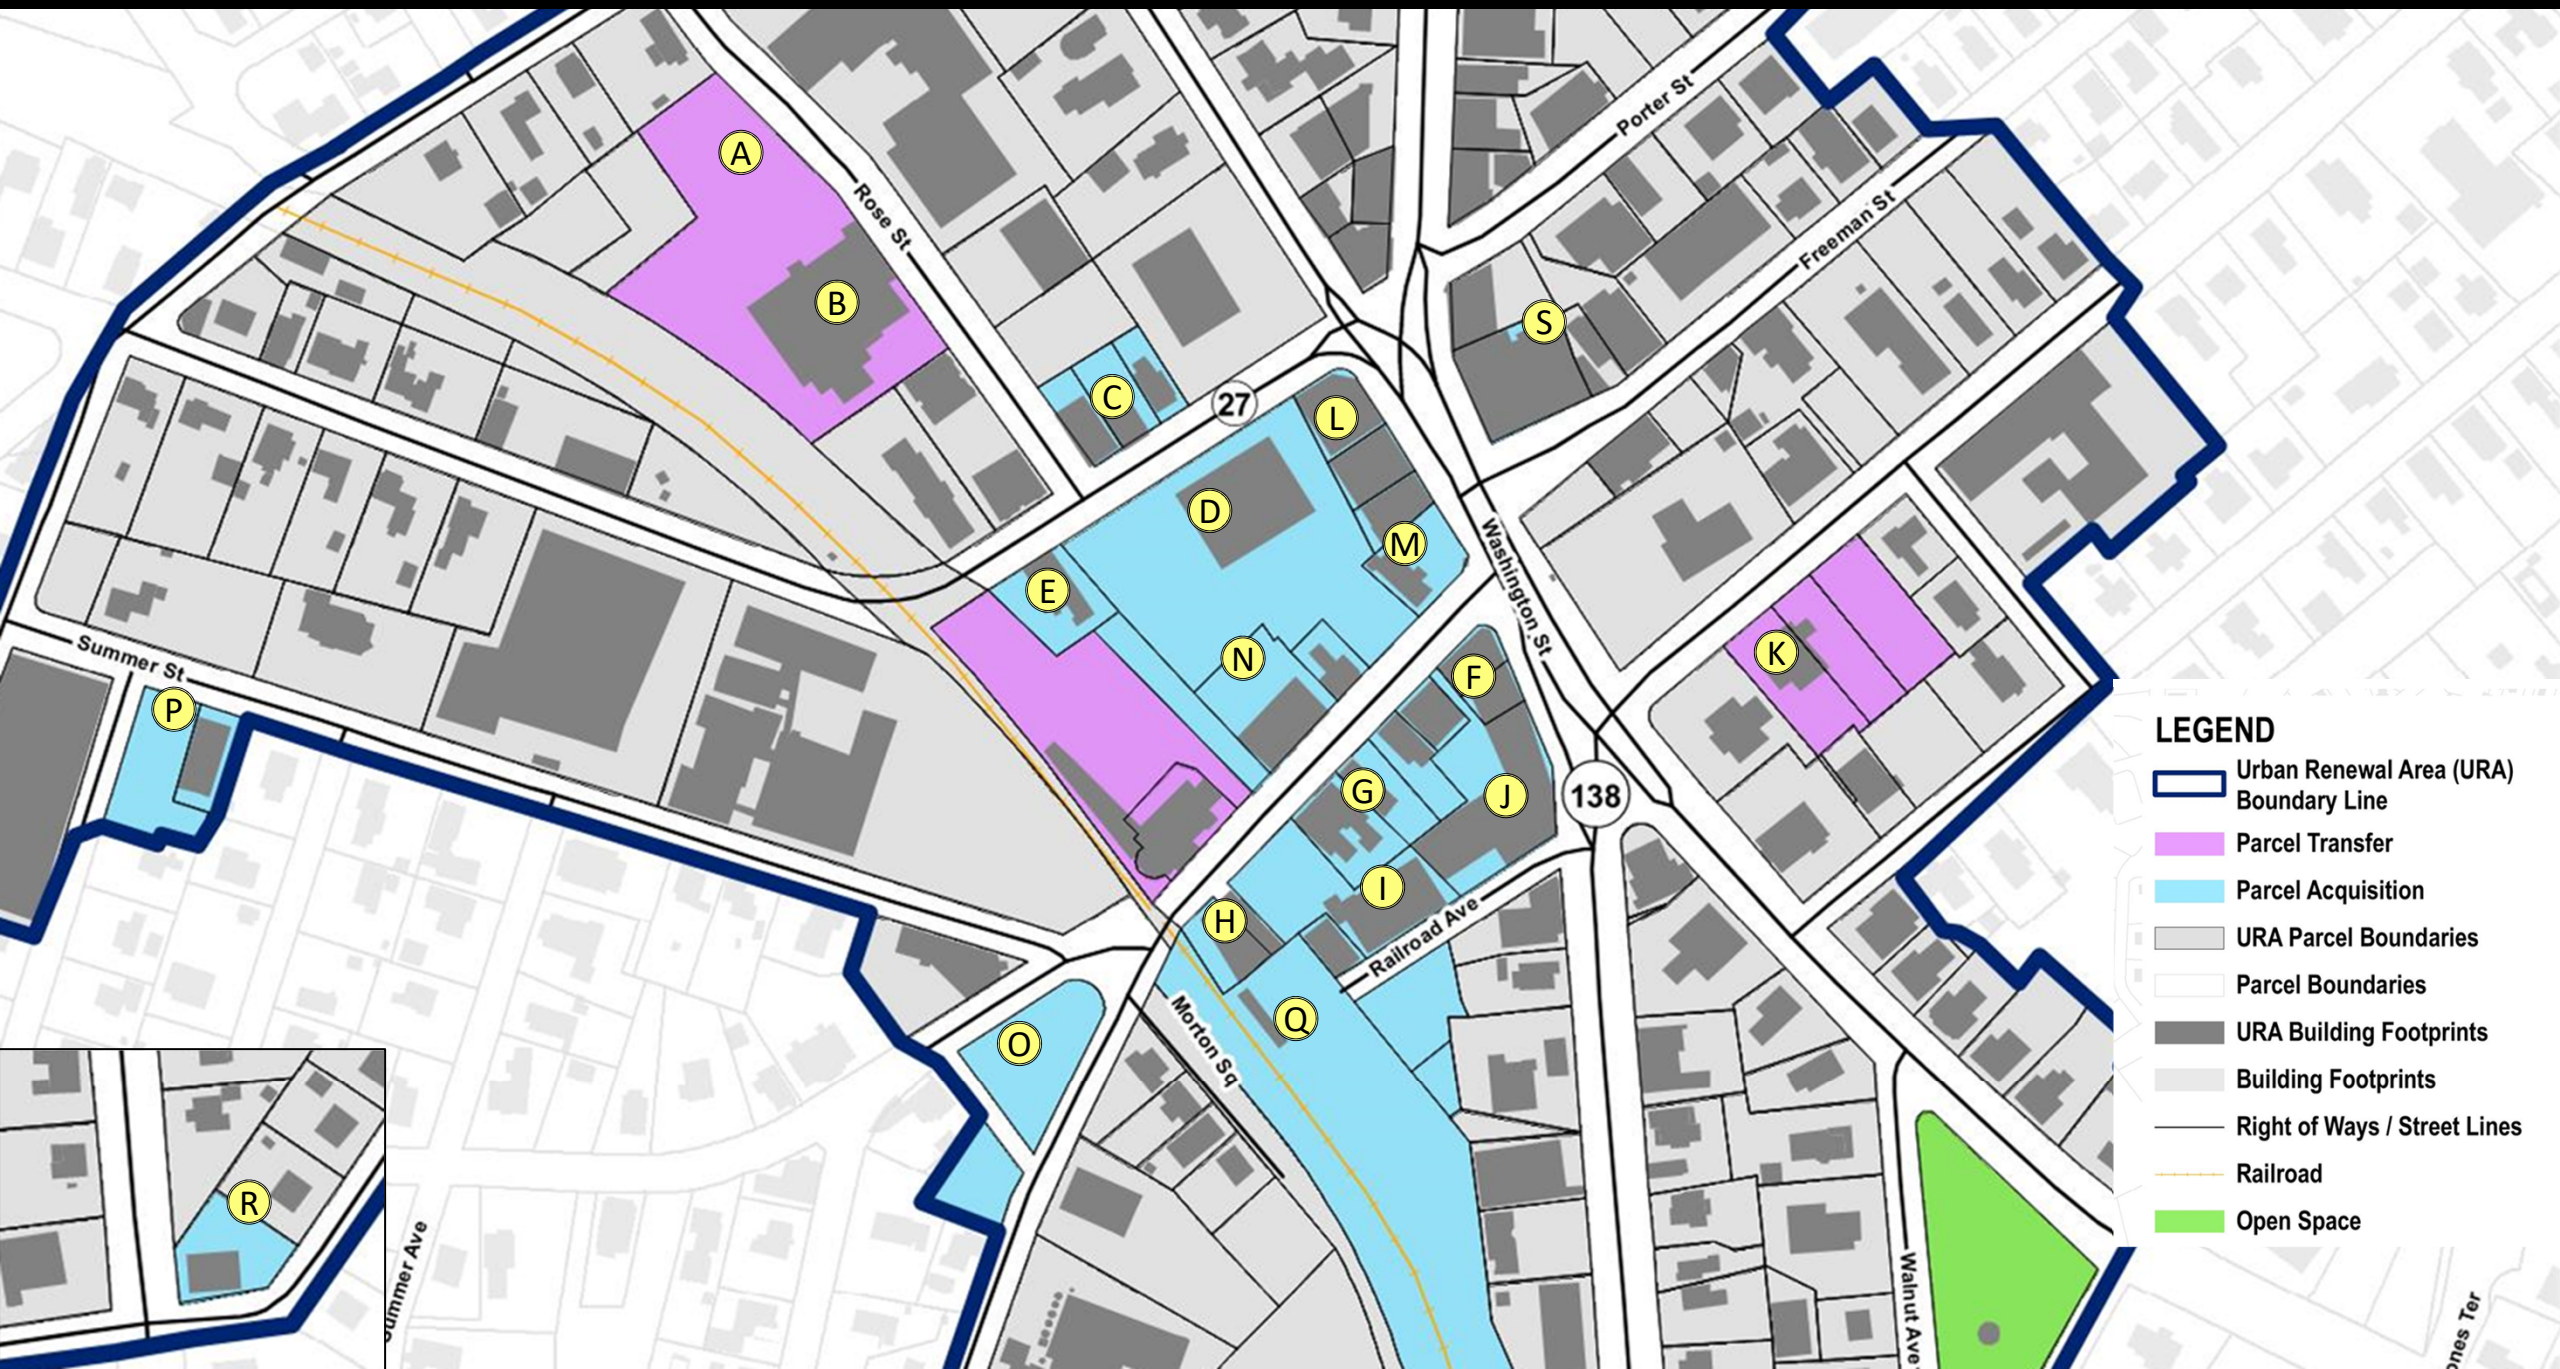 Porter St
A
Rose St
Freeman St
B
S
C
27
L
D
M
Washington St
E
N
K
Summer St
P
F
G
J
138
I
H
Railroad Ave
Morton Sq
Q
O
R
Summer Ave
Walnut Ave
ones Ter
LEGEND
Urban Renewal Area (URA)
Boundary Line
Parcel Transfer
Parcel Acquisition
URA Parcel Boundaries
Parcel Boundaries
URA Building Footprints
Building Footprints
Right of Ways / Street Lines
Railroad
Open Space